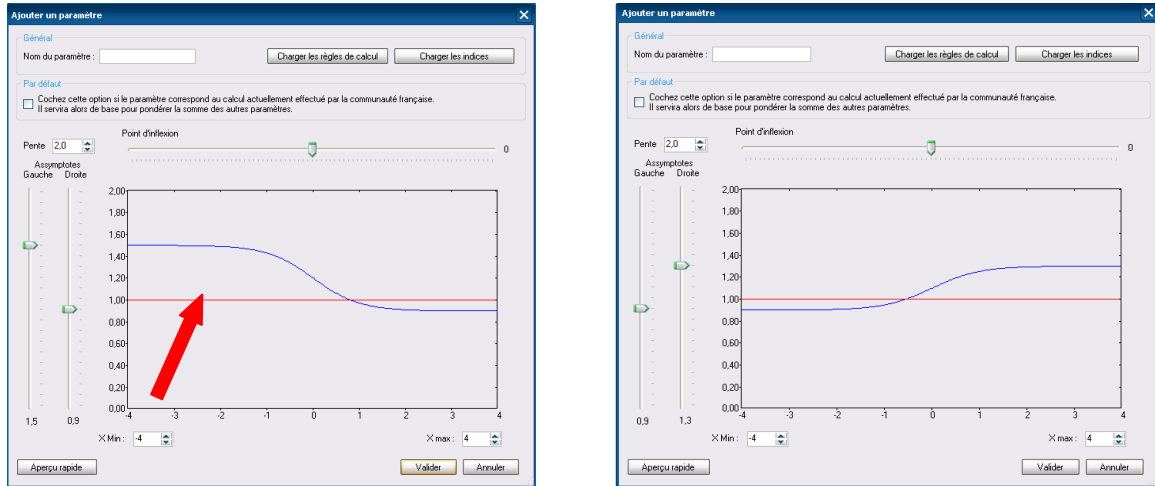 Ajouter un paramètre
Général
Nom du paramètre :
Charger les règles de calcul
Charger les indices
Par défaut
Cochez cette option si le paramètre correspond au calcul actuellement effectué par la communauté française.
Il servira alors de base pour pondérer la somme des autres paramètres.
Pente 2,0
Point d'inflexion
0
Assymptotes
Gauche Droite
2,00
1,80
1,60
1,40
1,20
1,00
0,80
0,60
0,40
0,20
0,00
-4 -3 -2 -1 0 1 2 3 4
1,5 0,9
X Min : -4
X max : 4
Aperçu rapide
Valider
Annuler
Ajouter un paramètre
Général
Nom du paramètre :
Charger les règles de calcul
Charger les indices
Par défaut
Cochez cette option si le paramètre correspond au calcul actuellement effectué par la communauté française.
Il servira alors de base pour pondérer la somme des autres paramètres.
Pente 2,0
Point d'inflexion
0
Assymptotes
Gauche Droite
2,00
1,80
1,60
1,40
1,20
1,00
0,80
0,60
0,40
0,20
0,00
-4 -3 -2 -1 0 1 2 3 4
0,9 1,3
X Min : -4
X max : 4
Aperçu rapide
Valider
Annuler